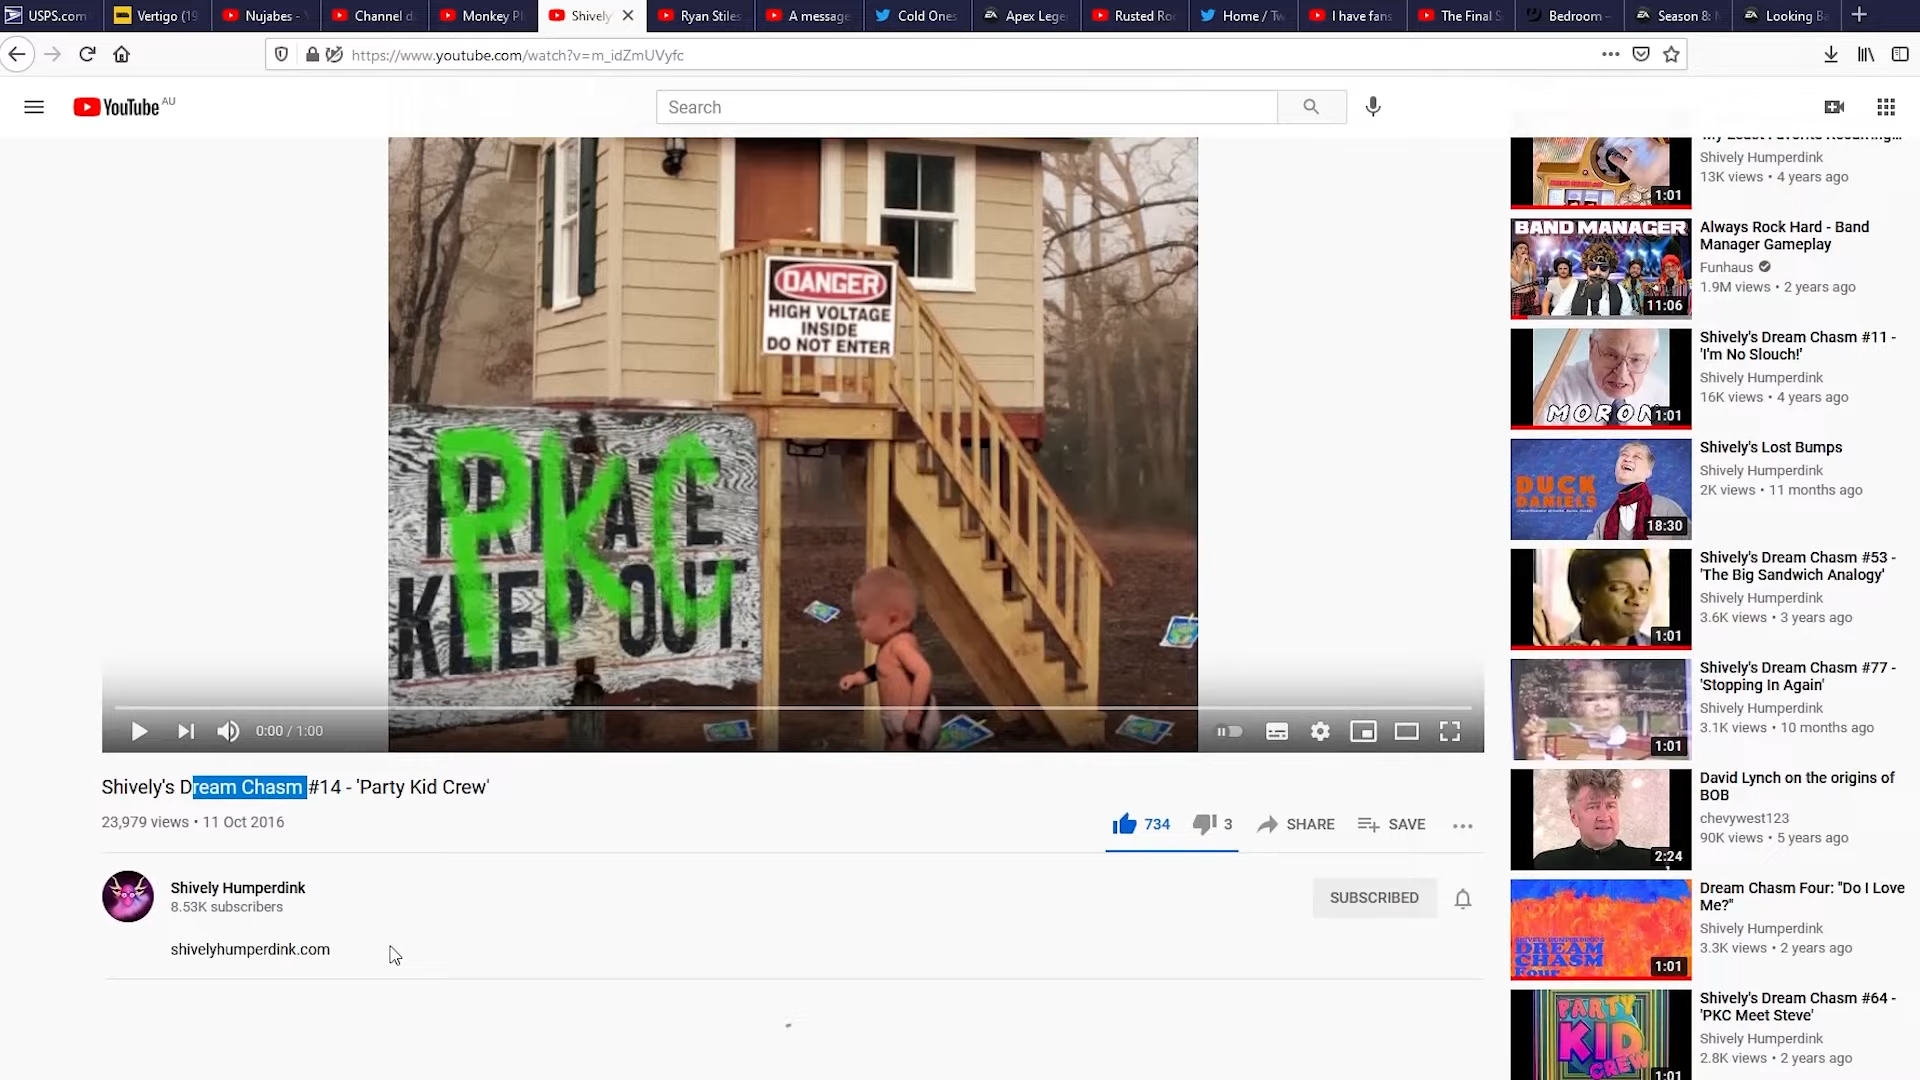 USPS.com
Vertigo (19
Nujabes -
Channel d
Monkey Pl
Shively
Ryan Stiles
A message
Cold Ones
Apex Lege
Rusted Ro
Home / Tw
I have fans
The Final S
Bedroom –
Season 8:
Looking Ba
https://www.youtube.com/watch?v=m_idZmUVyfc
YouTube AU
Search
DANGER
HIGH VOLTAGE
INSIDE
DO NOT ENTER
PKC
PRIVATE
KEEP OUT.
0:00 / 1:00
Shively's Dream Chasm #14 - 'Party Kid Crew'
23,979 views • 11 Oct 2016
734
3
SHARE
SAVE
Shively Humperdink
8.53K subscribers
SUBSCRIBED
shivelyhumperdink.com
Shively Humperdink
13K views • 4 years ago
1:01
BAND MANAGER
11:06
Always Rock Hard - Band
Manager Gameplay
Funhaus
1.9M views • 2 years ago
MORON
1:01
Shively's Dream Chasm #11 -
'I'm No Slouch!'
Shively Humperdink
16K views • 4 years ago
DUCK
DANIELS
18:30
Shively's Lost Bumps
Shively Humperdink
2K views • 11 months ago
1:01
Shively's Dream Chasm #53 -
'The Big Sandwich Analogy'
Shively Humperdink
3.6K views • 3 years ago
1:01
Shively's Dream Chasm #77 -
'Stopping In Again'
Shively Humperdink
3.1K views • 10 months ago
2:24
David Lynch on the origins of
BOB
chevywest123
90K views • 5 years ago
SHIVELY HUMPERDINK'S
DREAM
CHASM
Four
1:01
Dream Chasm Four: "Do I Love
Me?"
Shively Humperdink
3.3K views • 2 years ago
PARTY
KID
CREW
1:01
Shively's Dream Chasm #64 -
'PKC Meet Steve'
Shively Humperdink
2.8K views • 2 years ago